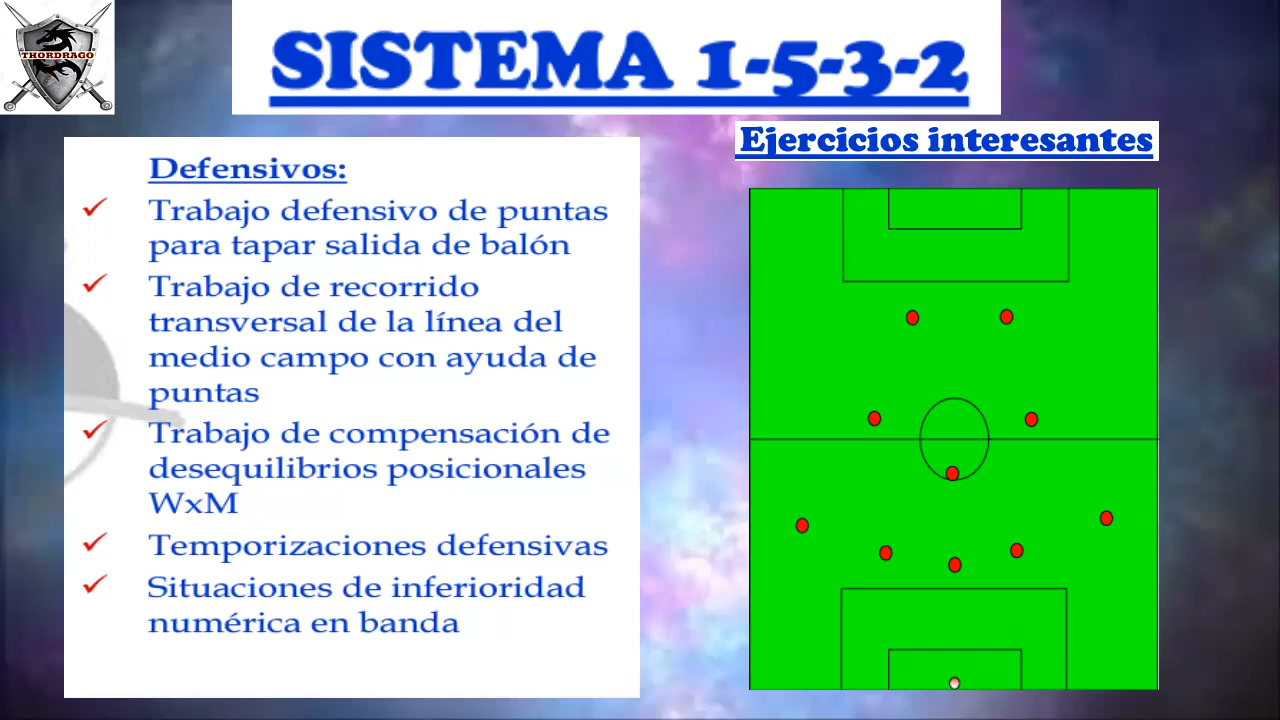 THORDRAGO
SISTEMA 1-5-3-2
Ejercicios interesantes
Defensivos:
Trabajo defensivo de puntas
para tapar salida de balón
Trabajo de recorrido
transversal de la línea del
medio campo con ayuda de
puntas
Trabajo de compensación de
desequilibrios posicionales
WxM
Temporizaciones defensivas
Situaciones de inferioridad
numérica en banda